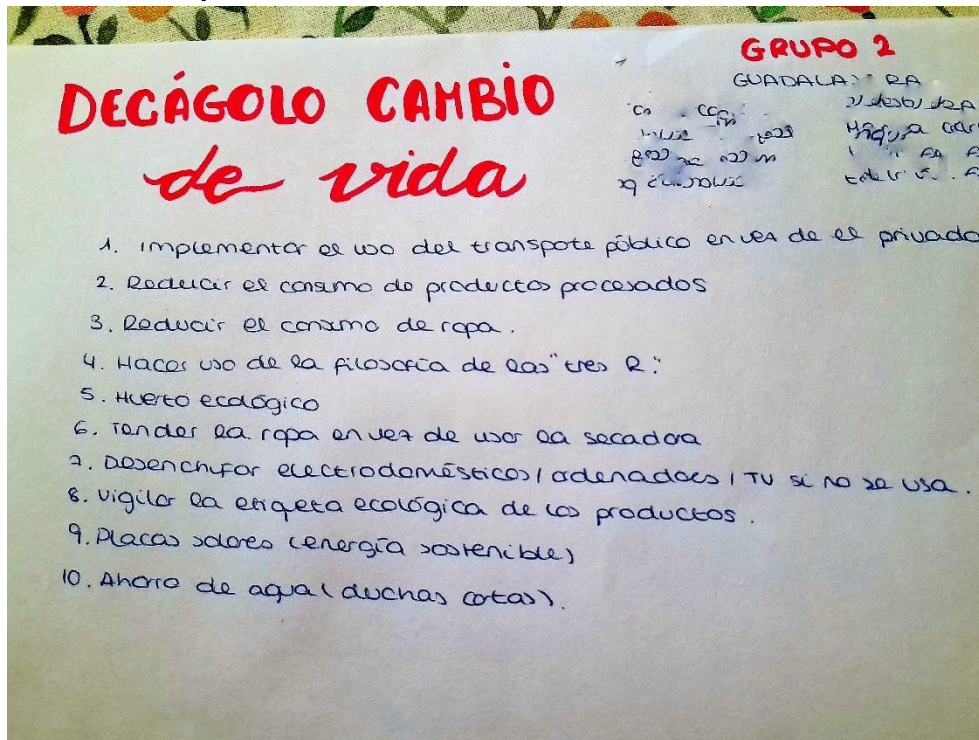 GRUPO 2
DECÁGOLO CAMBIO
de vida
1. Implementar el uso del transpote público en vez de el privado
2. Reducir el consumo de productos procesados
3. Reducir el consumo de ropa.
4. Hacer uso de la filosofía de las "tres R."
5. Huerto ecológico
6. Tender la ropa en vez de usar la secadora
7. Desenchufar electrodomésticos / ordenadores / TV si no se usa.
8. Vigilar la etiqueta ecológica de los productos.
9. Placas solares (energía sostenible)
10. Ahorro de agua (duchas cortas).